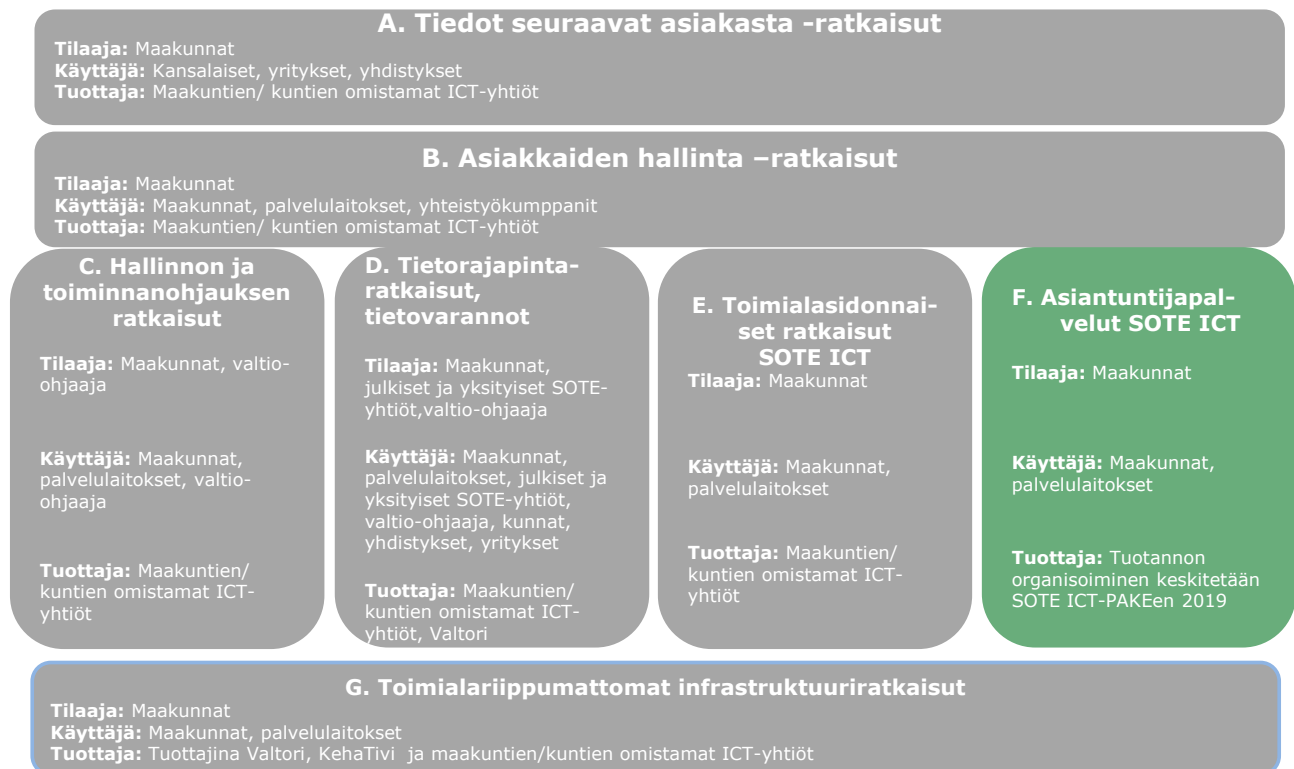 A. Tiedot seuraavat asiakasta –ratkaisut
Tilaaja: Maakunnat
Käyttäjä: Kansalaiset, yritykset, yhdistykset
Tuottaja: Maakuntien/ kuntien omistamat ICT-yhtiöt
B. Asiakkaiden hallinta –ratkaisut
Tilaaja: Maakunnat
Käyttäjä: Maakunnat, palvelulaitokset, yhteistyökumppanit
Tuottaja: Maakuntien/ kuntien omistamat ICT-yhtiöt
C. Hallinnon ja
toiminnanohjauksen
ratkaisut
Tilaaja: Maakunnat, valtio-
ohjaaja
Käyttäjä: Maakunnat,
palvelulaitokset, valtio-
ohjaaja
Tuottaja: Maakuntien/
kuntien omistamat ICT-
yhtiöt
D. Tietorajapinta-
ratkaisut,
tietovarannot
Tilaaja: Maakunnat,
julkiset ja yksityiset SOTE-
yhtiöt,valtio-ohjaaja
Käyttäjä: Maakunnat,
palvelulaitokset, julkiset ja
yksityiset SOTE-yhtiöt,
valtio-ohjaaja, kunnat,
yhdistykset, yritykset
Tuottaja: Maakuntien/
kuntien omistamat ICT-
yhtiöt, Valtori
E. Toimialasidonnai-
set ratkaisut
SOTE ICT
Tilaaja: Maakunnat
Käyttäjä: Maakunnat,
palvelulaitokset
Tuottaja: Maakuntien/
kuntien omistamat ICT-
yhtiöt
F. Asiantuntijapal-
velut SOTE ICT
Tilaaja: Maakunnat
Käyttäjä: Maakunnat,
palvelulaitokset
Tuottaja: Tuotannon
organisoiminen keskitetään
SOTE ICT-PAKEen 2019
G. Toimialariippumattomat infrastruktuuriratkaisut
Tilaaja: Maakunnat
Käyttäjä: Maakunnat, palvelulaitokset
Tuottaja: Tuottajina Valtori, KehaTivi ja maakuntien/kuntien omistamat ICT-yhtiöt